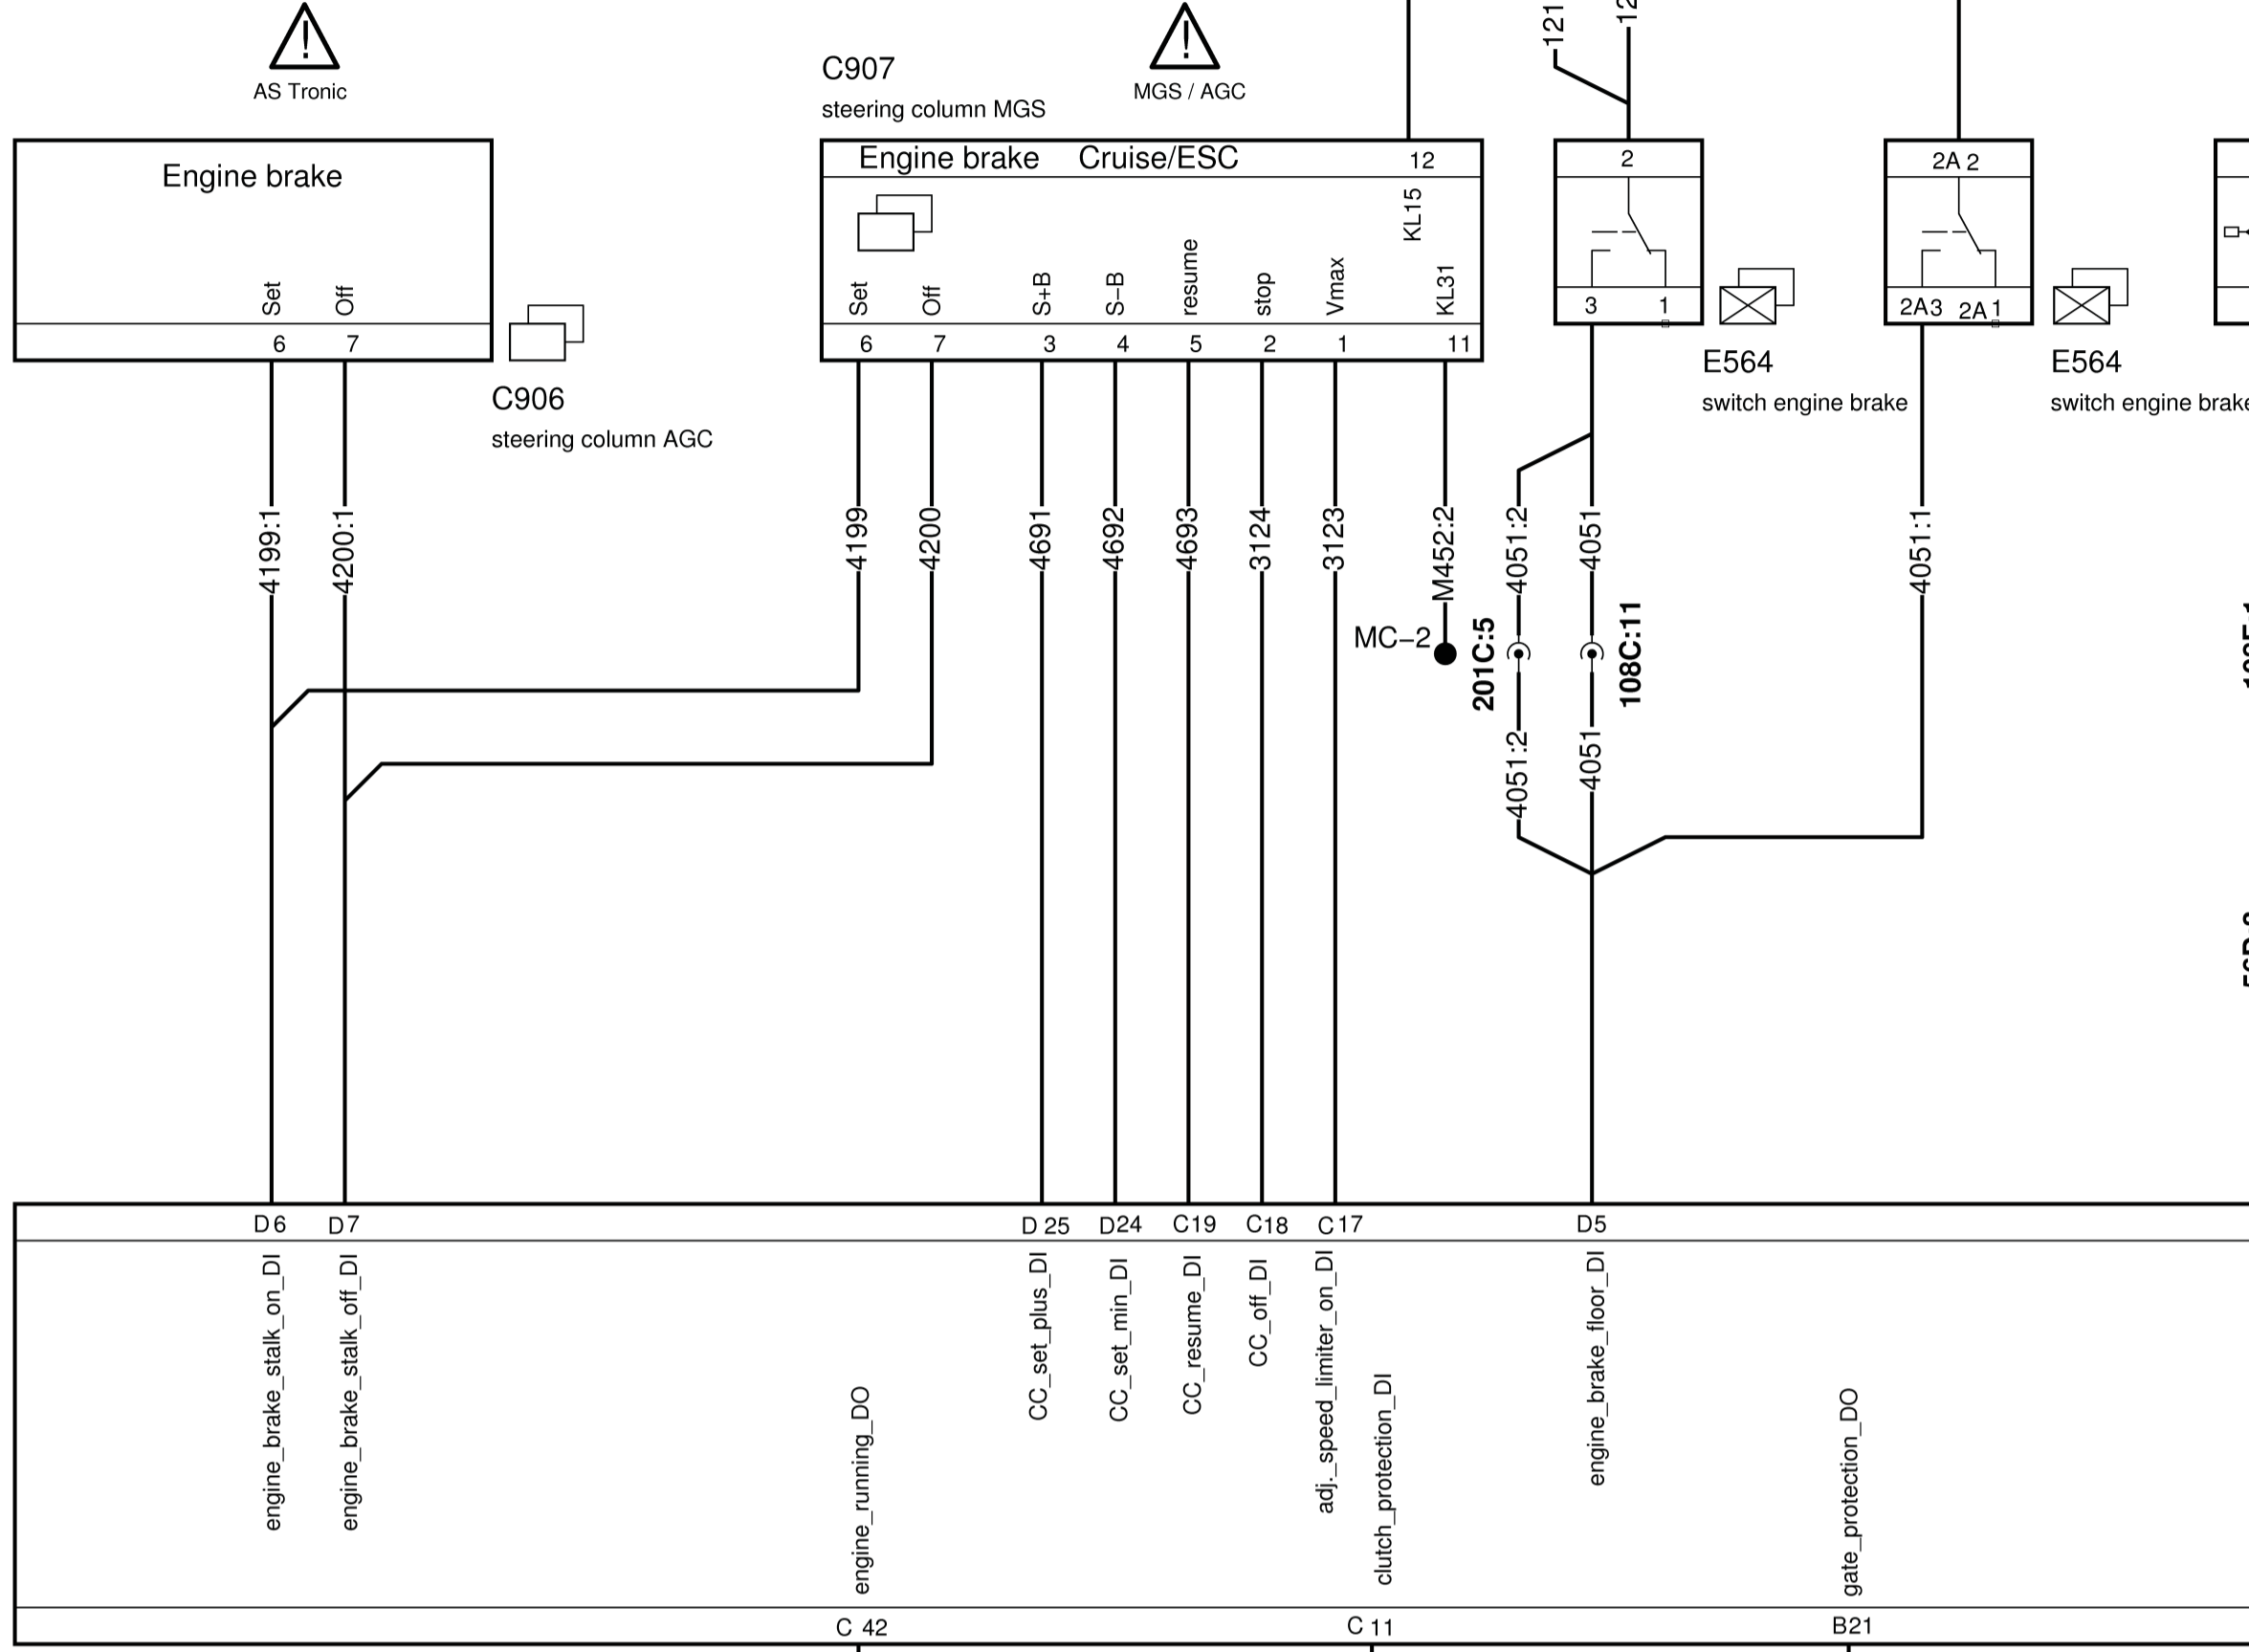 AS Tronic
C907
steering column MGS
MGS / AGC
121
12
Engine brake
Set
Off
6
7
C906
steering column AGC
Engine brake
Cruise/ESC
12
KL15
Set
Off
S+B
S−B
resume
stop
Vmax
KL31
6
7
3
4
5
2
1
11
2
3
1
E564
switch engine brake
2A 2
2A3
2A1
E564
switch engine brake
4199:1
4200:1
4199
4200
4691
4692
4693
3124
3123
M452:2
4051:2
4051
4051:1
MC−2
201C:5
108C:11
4051:2
4051
D6
D7
D 25
D24
C19
C18
C17
D5
engine_brake_stalk_on_DI
engine_brake_stalk_off_DI
engine_running_DO
CC_set_plus_DI
CC_set_min_DI
CC_resume_DI
CC_off_DI
adj._speed_limiter_on_DI
clutch_protection_DI
engine_brake_floor_DI
gate_protection_DO
C 42
C 11
B21